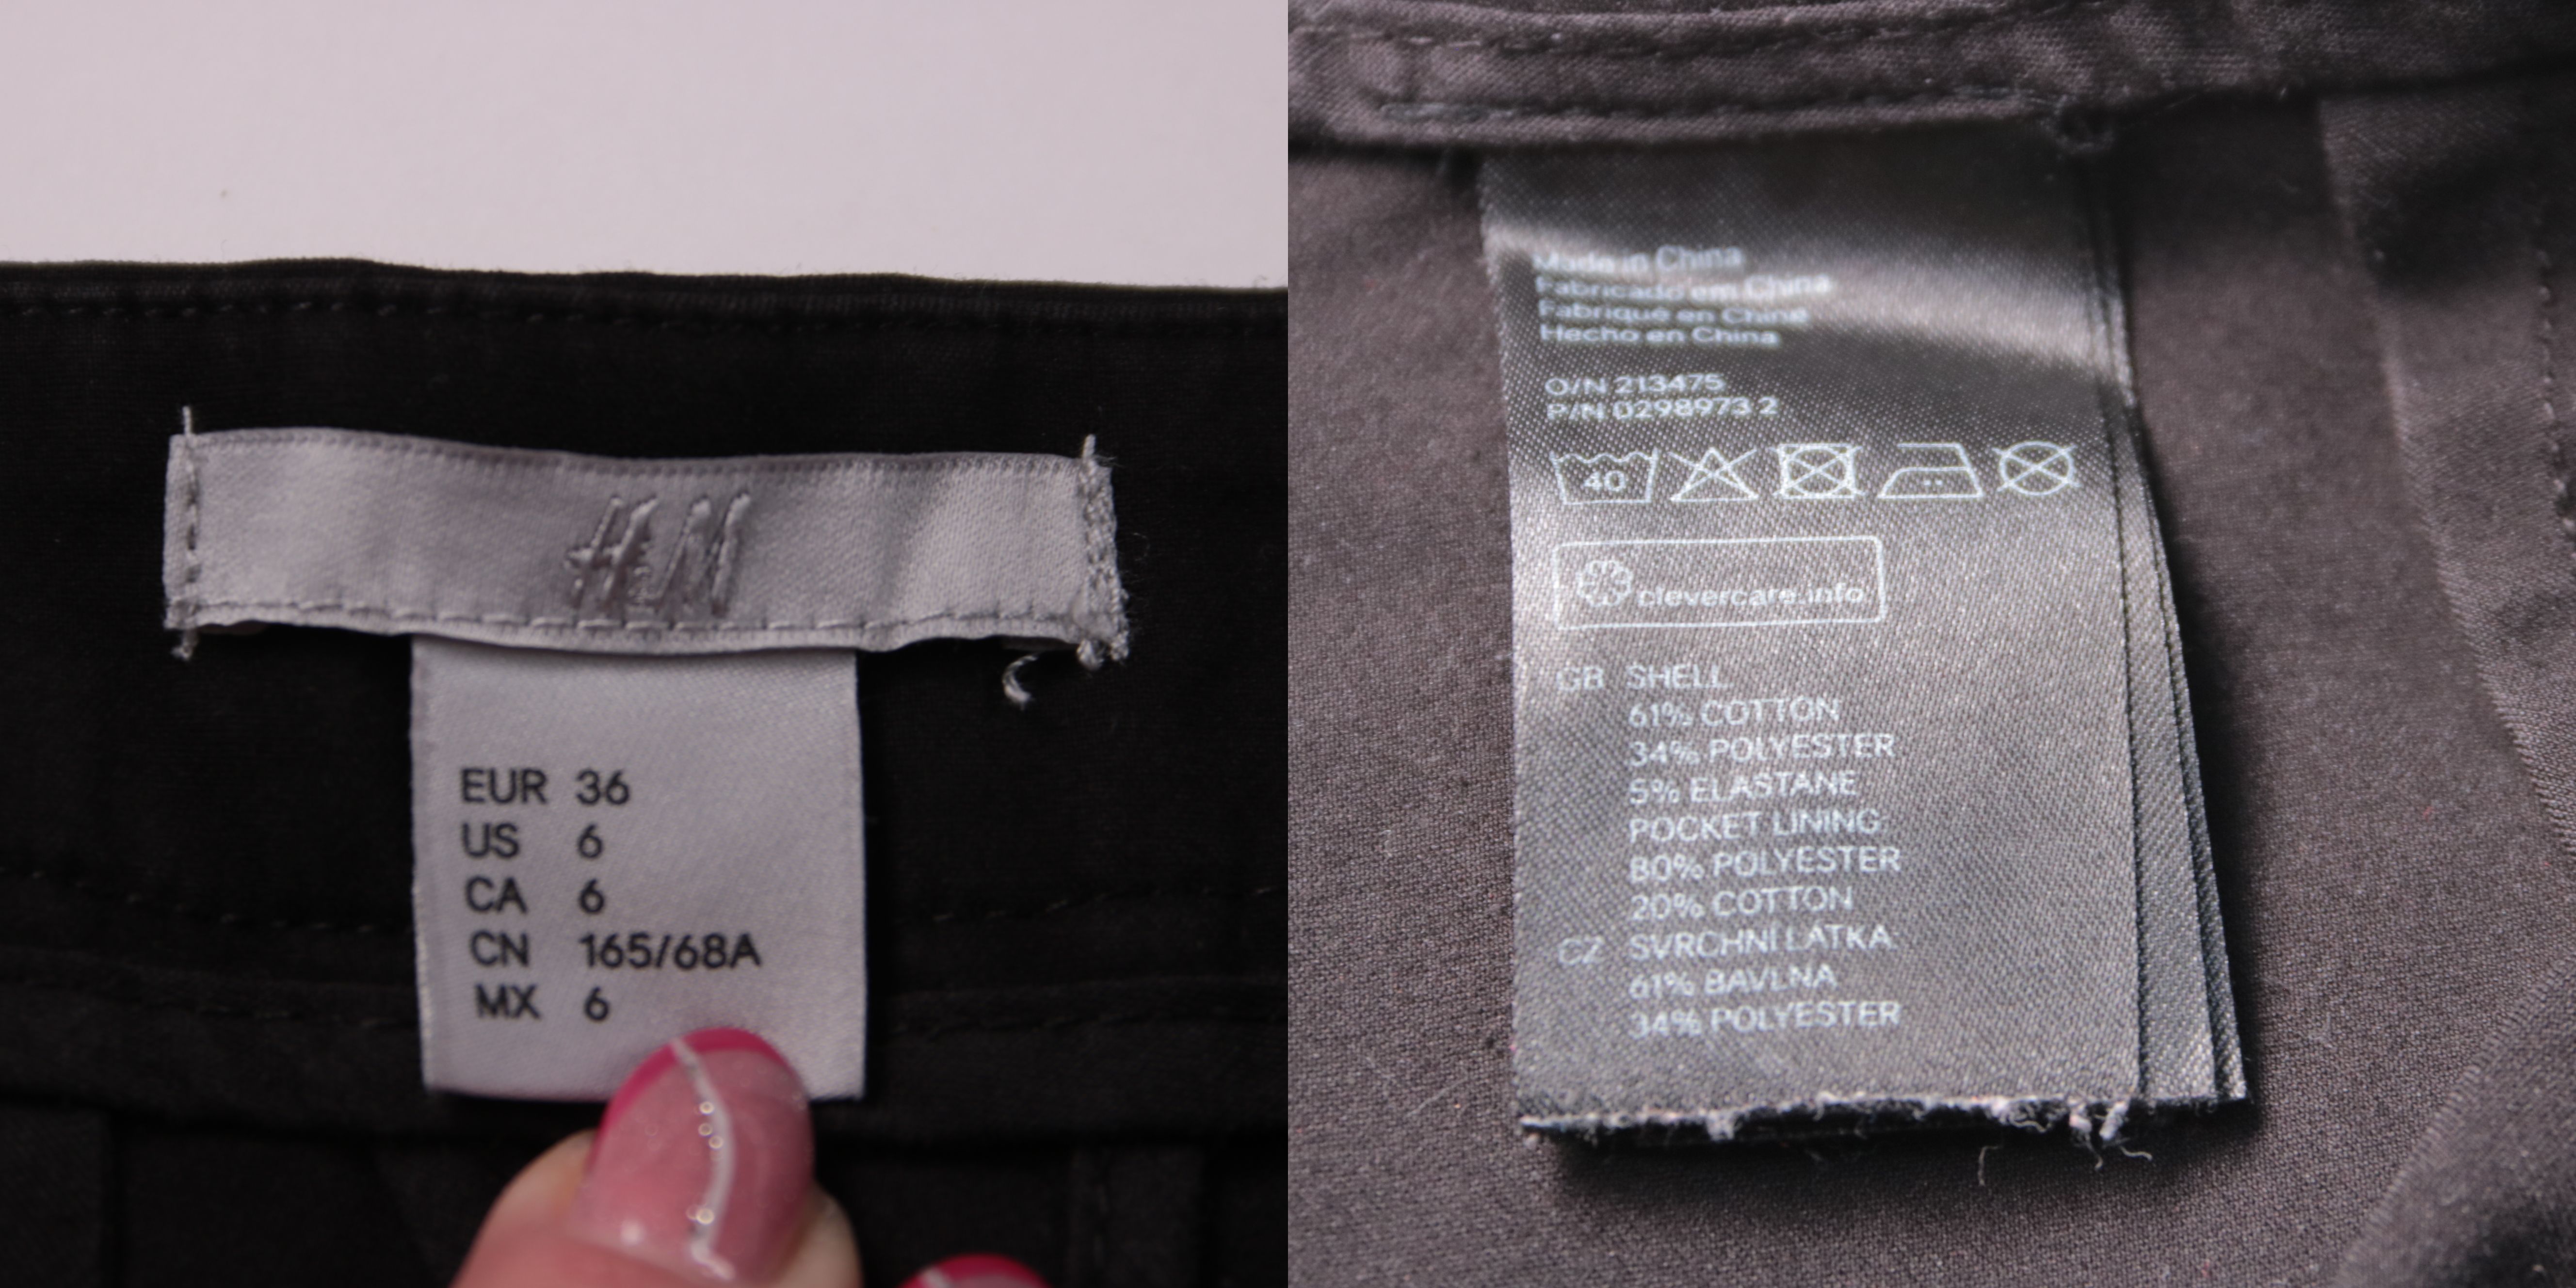 H&M
EUR 36
US 6
CA 6
CN 165/68A
MX 6
Made in China
Fabricado em China
Fabriqué en Chine
Hecho en China
O/N 213475
P/N 0298973 2
40
clevercare.info
GB SHELL
61% COTTON
34% POLYESTER
5% ELASTANE
POCKET LINING
80% POLYESTER
20% COTTON
CZ SVRCHNÍ LÁTKA
61% BAVLNA
34% POLYESTER